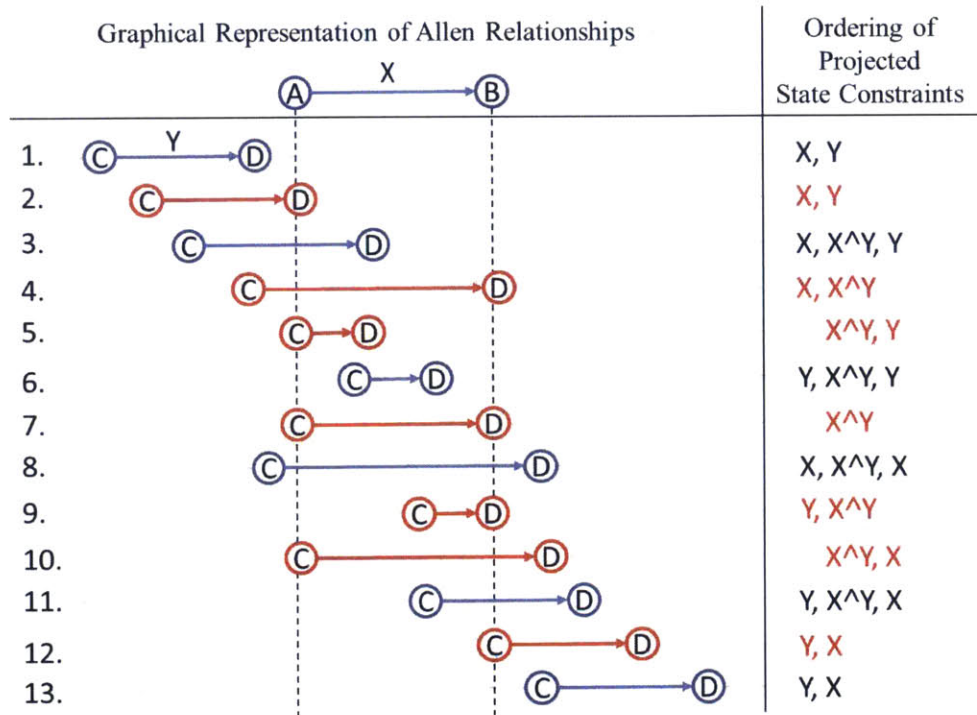 Graphical Representation of Allen Relationships
Ordering of
Projected
State Constraints
X
A B
1. C Y D X, Y
2. C D X, Y
3. C D X, X^Y, Y
4. C D X, X^Y
5. C D X^Y, Y
6. C D Y, X^Y, Y
7. C D X^Y
8. C D X, X^Y, X
9. C D Y, X^Y
10. C D X^Y, X
11. C D Y, X^Y, X
12. C D Y, X
13. C D Y, X